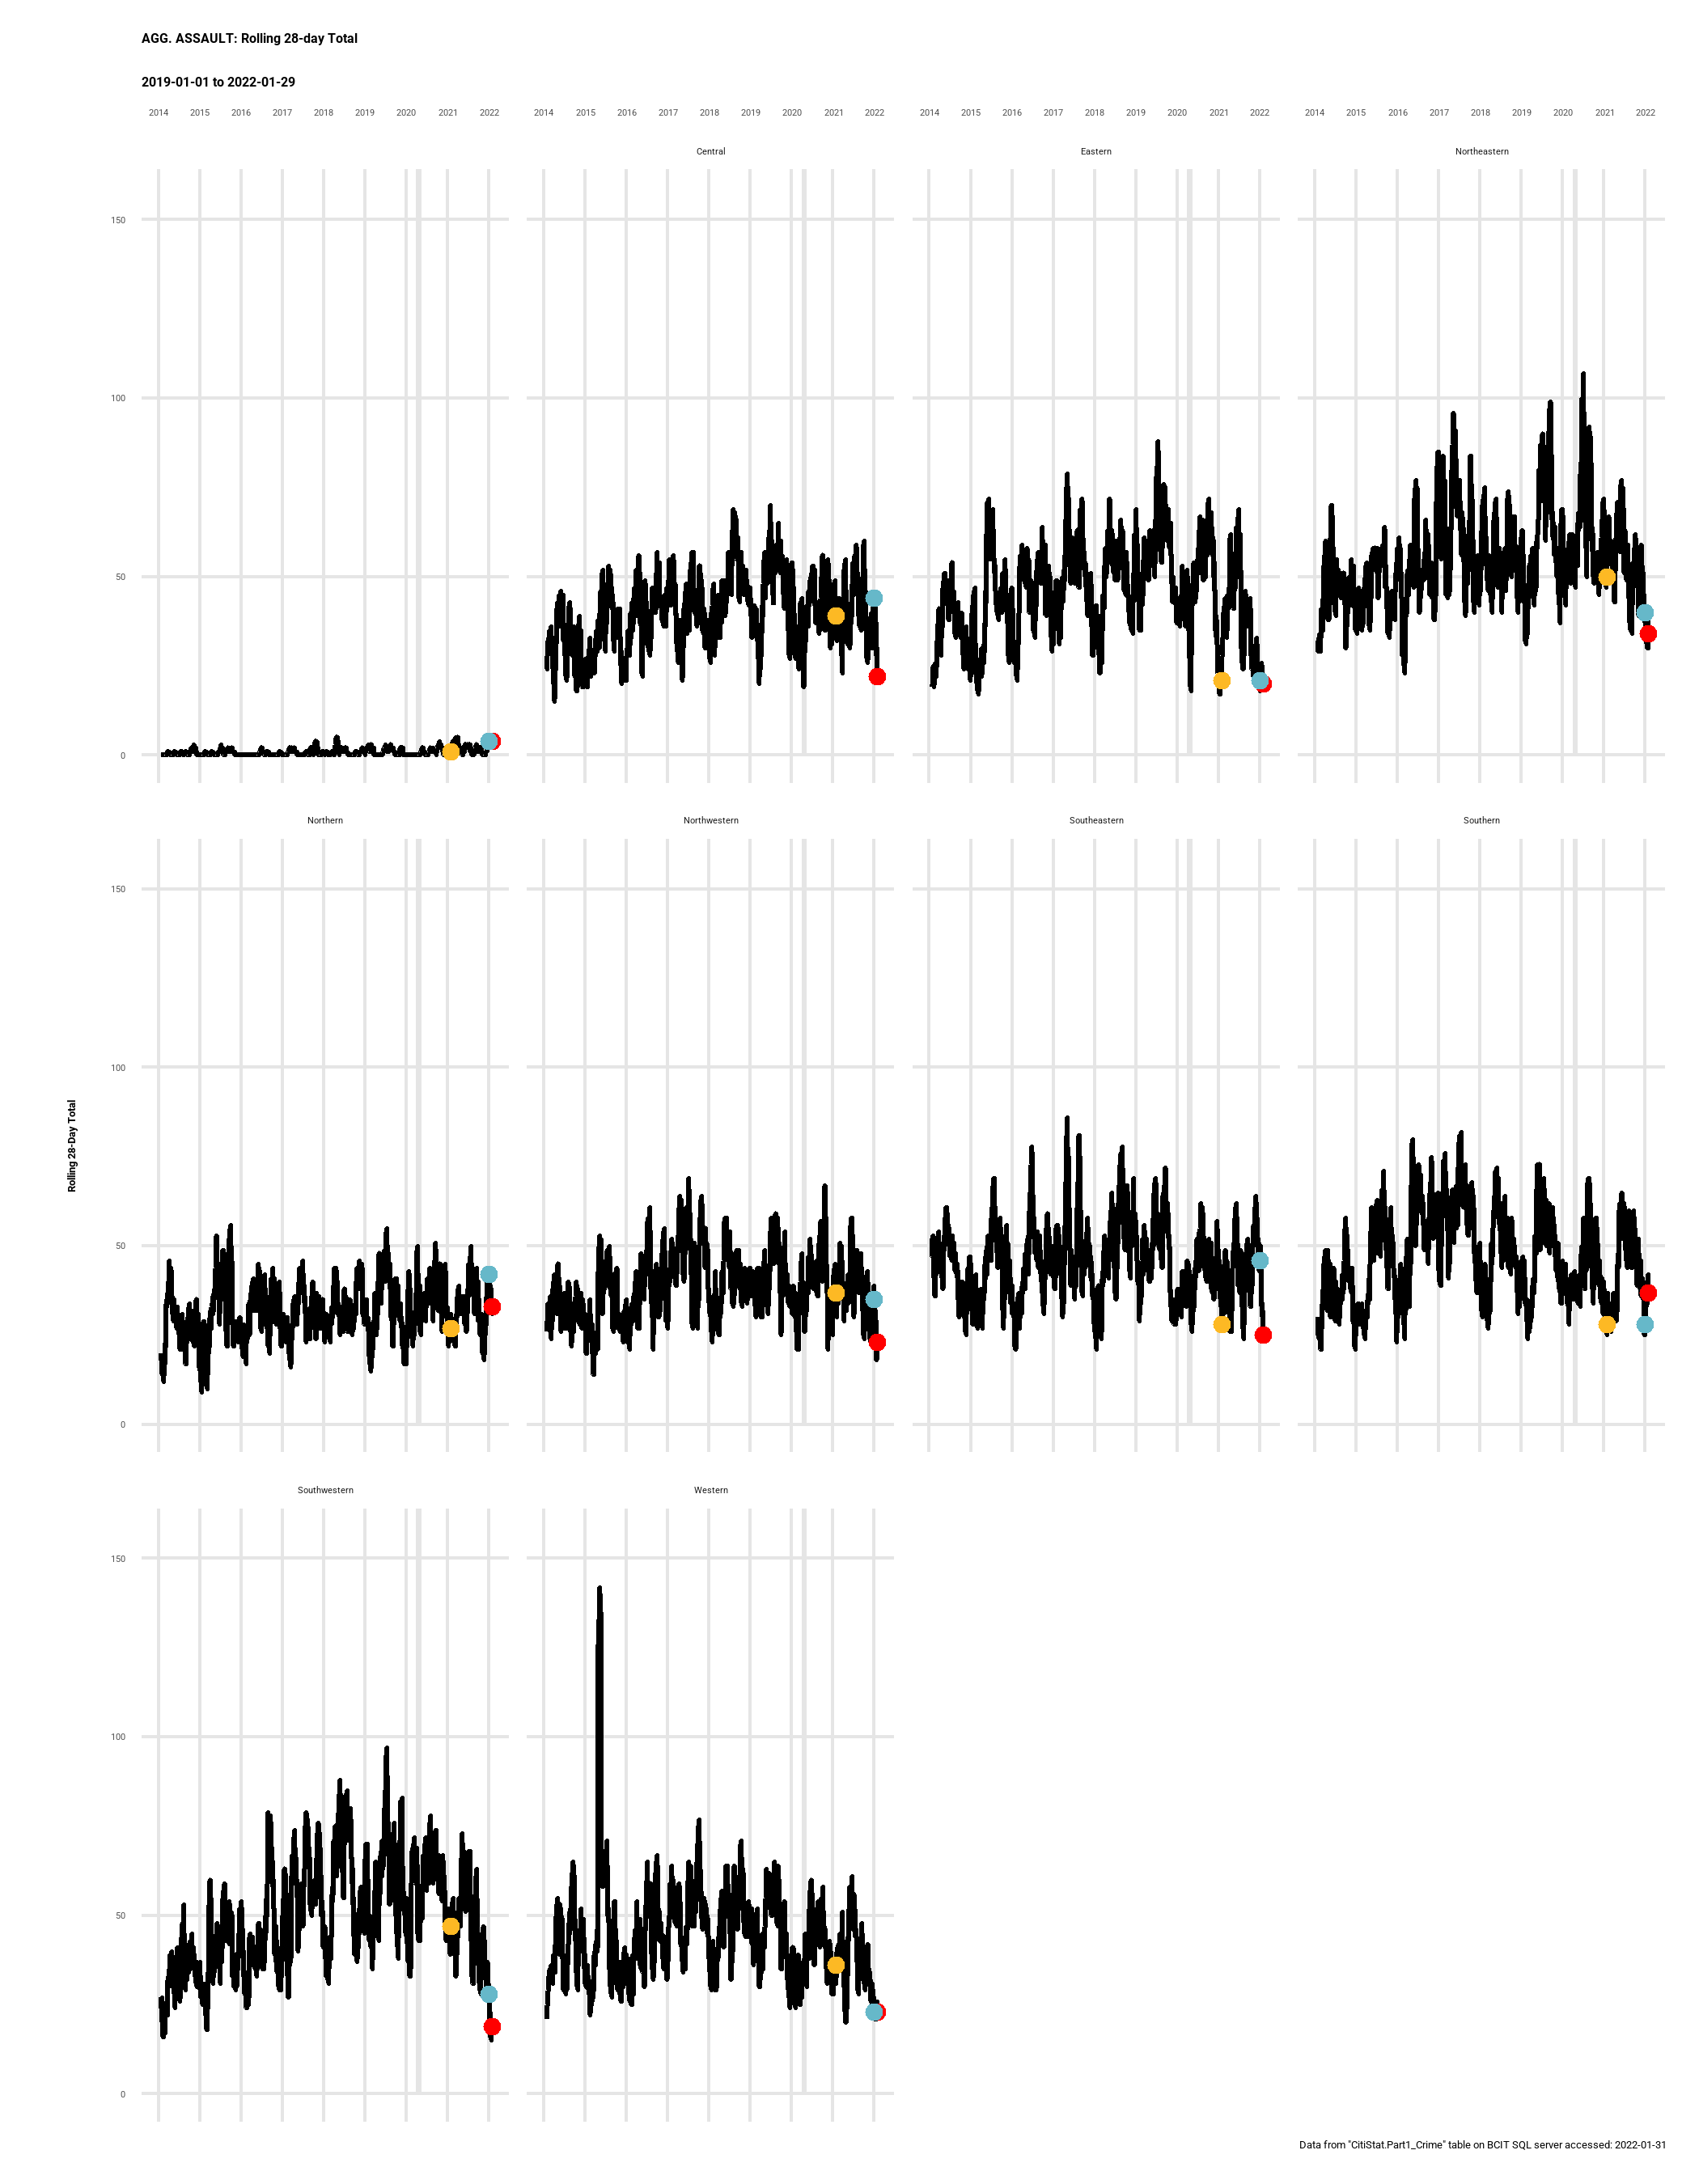 AGG. ASSAULT: Rolling 28-day Total
2019-01-01 to 2022-01-29
2014 2015 2016 2017 2018 2019 2020 2021 2022 2014 2015 2016 2017 2018 2019 2020 2021 2022 2014 2015 2016 2017 2018 2019 2020 2021 2022 2014 2015 2016 2017 2018 2019 2020 2021 2022
Central Eastern Northeastern
150
100
50
0
Northern Northwestern Southeastern Southern
150
100
50
0
Rolling 28-Day Total
Southwestern Western
150
100
50
0
Data from "CitiStat.Part1_Crime" table on BCIT SQL server accessed: 2022-01-31